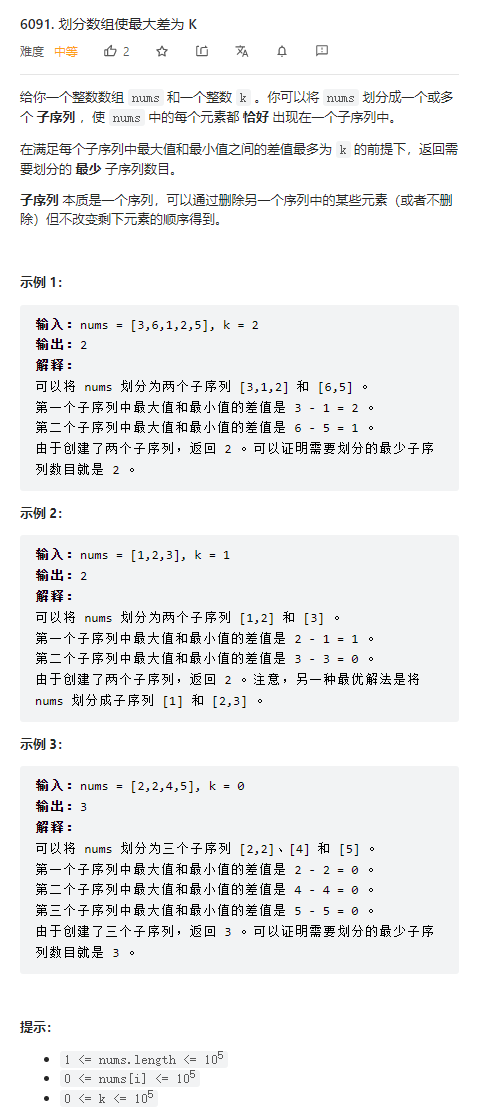 6091. 划分数组使最大差为 K
难度 中等 2
给你一个整数数组 nums 和一个整数 k 。你可以将 nums 划分成一个或多
个 子序列 ，使 nums 中的每个元素都 恰好 出现在一个子序列中。
在满足每个子序列中最大值和最小值之间的差值最多为 k 的前提下，返回需
要划分的 最少 子序列数目。
子序列 本质是一个序列，可以通过删除另一个序列中的某些元素（或者不删
除）但不改变剩下元素的顺序得到。
示例 1：
输入：nums = [3,6,1,2,5], k = 2
输出：2
解释：
可以将 nums 划分为两个子序列 [3,1,2] 和 [6,5] 。
第一个子序列中最大值和最小值的差值是 3 - 1 = 2 。
第二个子序列中最大值和最小值的差值是 6 - 5 = 1 。
由于创建了两个子序列，返回 2 。可以证明需要划分的最少子序
列数目就是 2 。
示例 2：
输入：nums = [1,2,3], k = 1
输出：2
解释：
可以将 nums 划分为两个子序列 [1,2] 和 [3] 。
第一个子序列中最大值和最小值的差值是 2 - 1 = 1 。
第二个子序列中最大值和最小值的差值是 3 - 3 = 0 。
由于创建了两个子序列，返回 2 。注意，另一种最优解法是将
nums 划分成子序列 [1] 和 [2,3] 。
示例 3：
输入：nums = [2,2,4,5], k = 0
输出：3
解释：
可以将 nums 划分为三个子序列 [2,2]、[4] 和 [5] 。
第一个子序列中最大值和最小值的差值是 2 - 2 = 0 。
第二个子序列中最大值和最小值的差值是 4 - 4 = 0 。
第三个子序列中最大值和最小值的差值是 5 - 5 = 0 。
由于创建了三个子序列，返回 3 。可以证明需要划分的最少子序
列数目就是 3 。
提示：
• 1 <= nums.length <= 10⁵
• 0 <= nums[i] <= 10⁵
• 0 <= k <= 10⁵